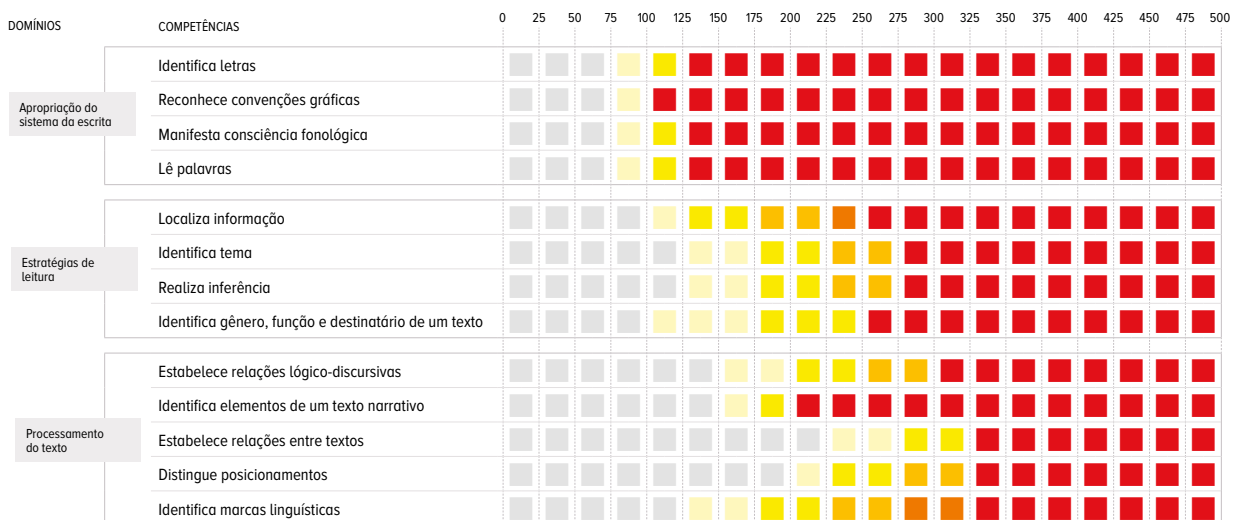 DOMÍNIOS COMPETÊNCIAS 0 25 50 75 100 125 150 175 200 225 250 275 300 325 350 375 400 425 450 475 500
Identifica letras
Reconhece convenções gráficas
Apropriação do
sistema da escrita
Manifesta consciência fonológica
Lê palavras
Localiza informação
Identifica tema
Estratégias de
leitura
Realiza inferência
Identifica gênero, função e destinatário de um texto
Estabelece relações lógico-discursivas
Identifica elementos de um texto narrativo
Processamento
do texto
Estabelece relações entre textos
Distingue posicionamentos
Identifica marcas linguísticas